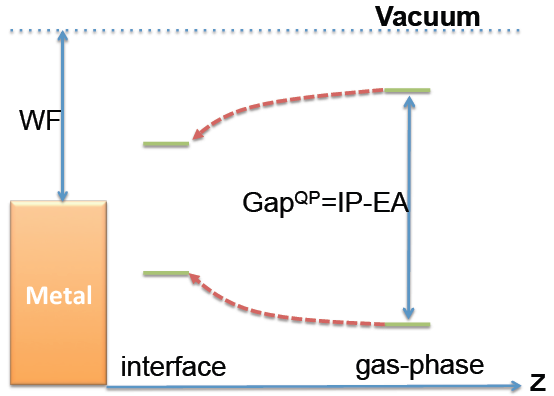 Vacuum
WF
GapQP=IP-EA
Metal
interface
gas-phase
z